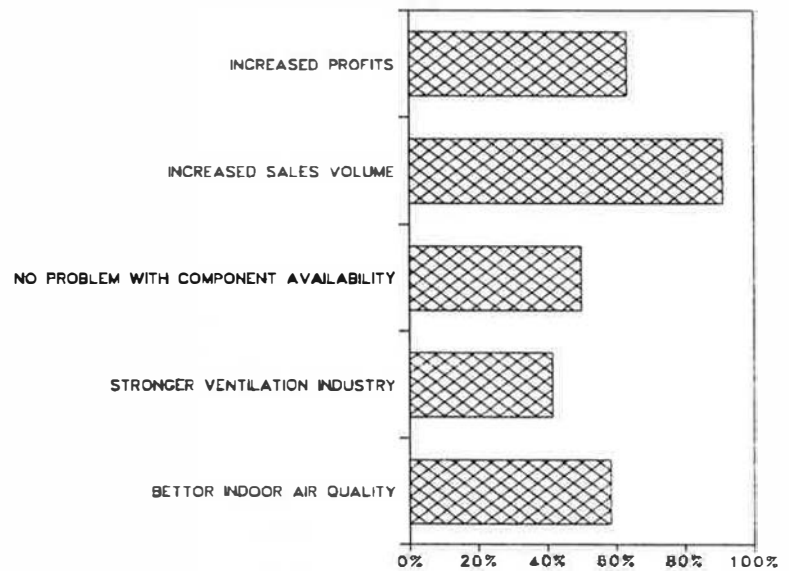 INCREASED PROFITS
INCREASED SALES VOLUME
NO PROBLEM WITH COMPONENT AVAILABILITY
STRONGER VENTILATION INDUSTRY
BETTOR INDOOR AIR QUALITY
0% 20% 40% 60% 80% 100%